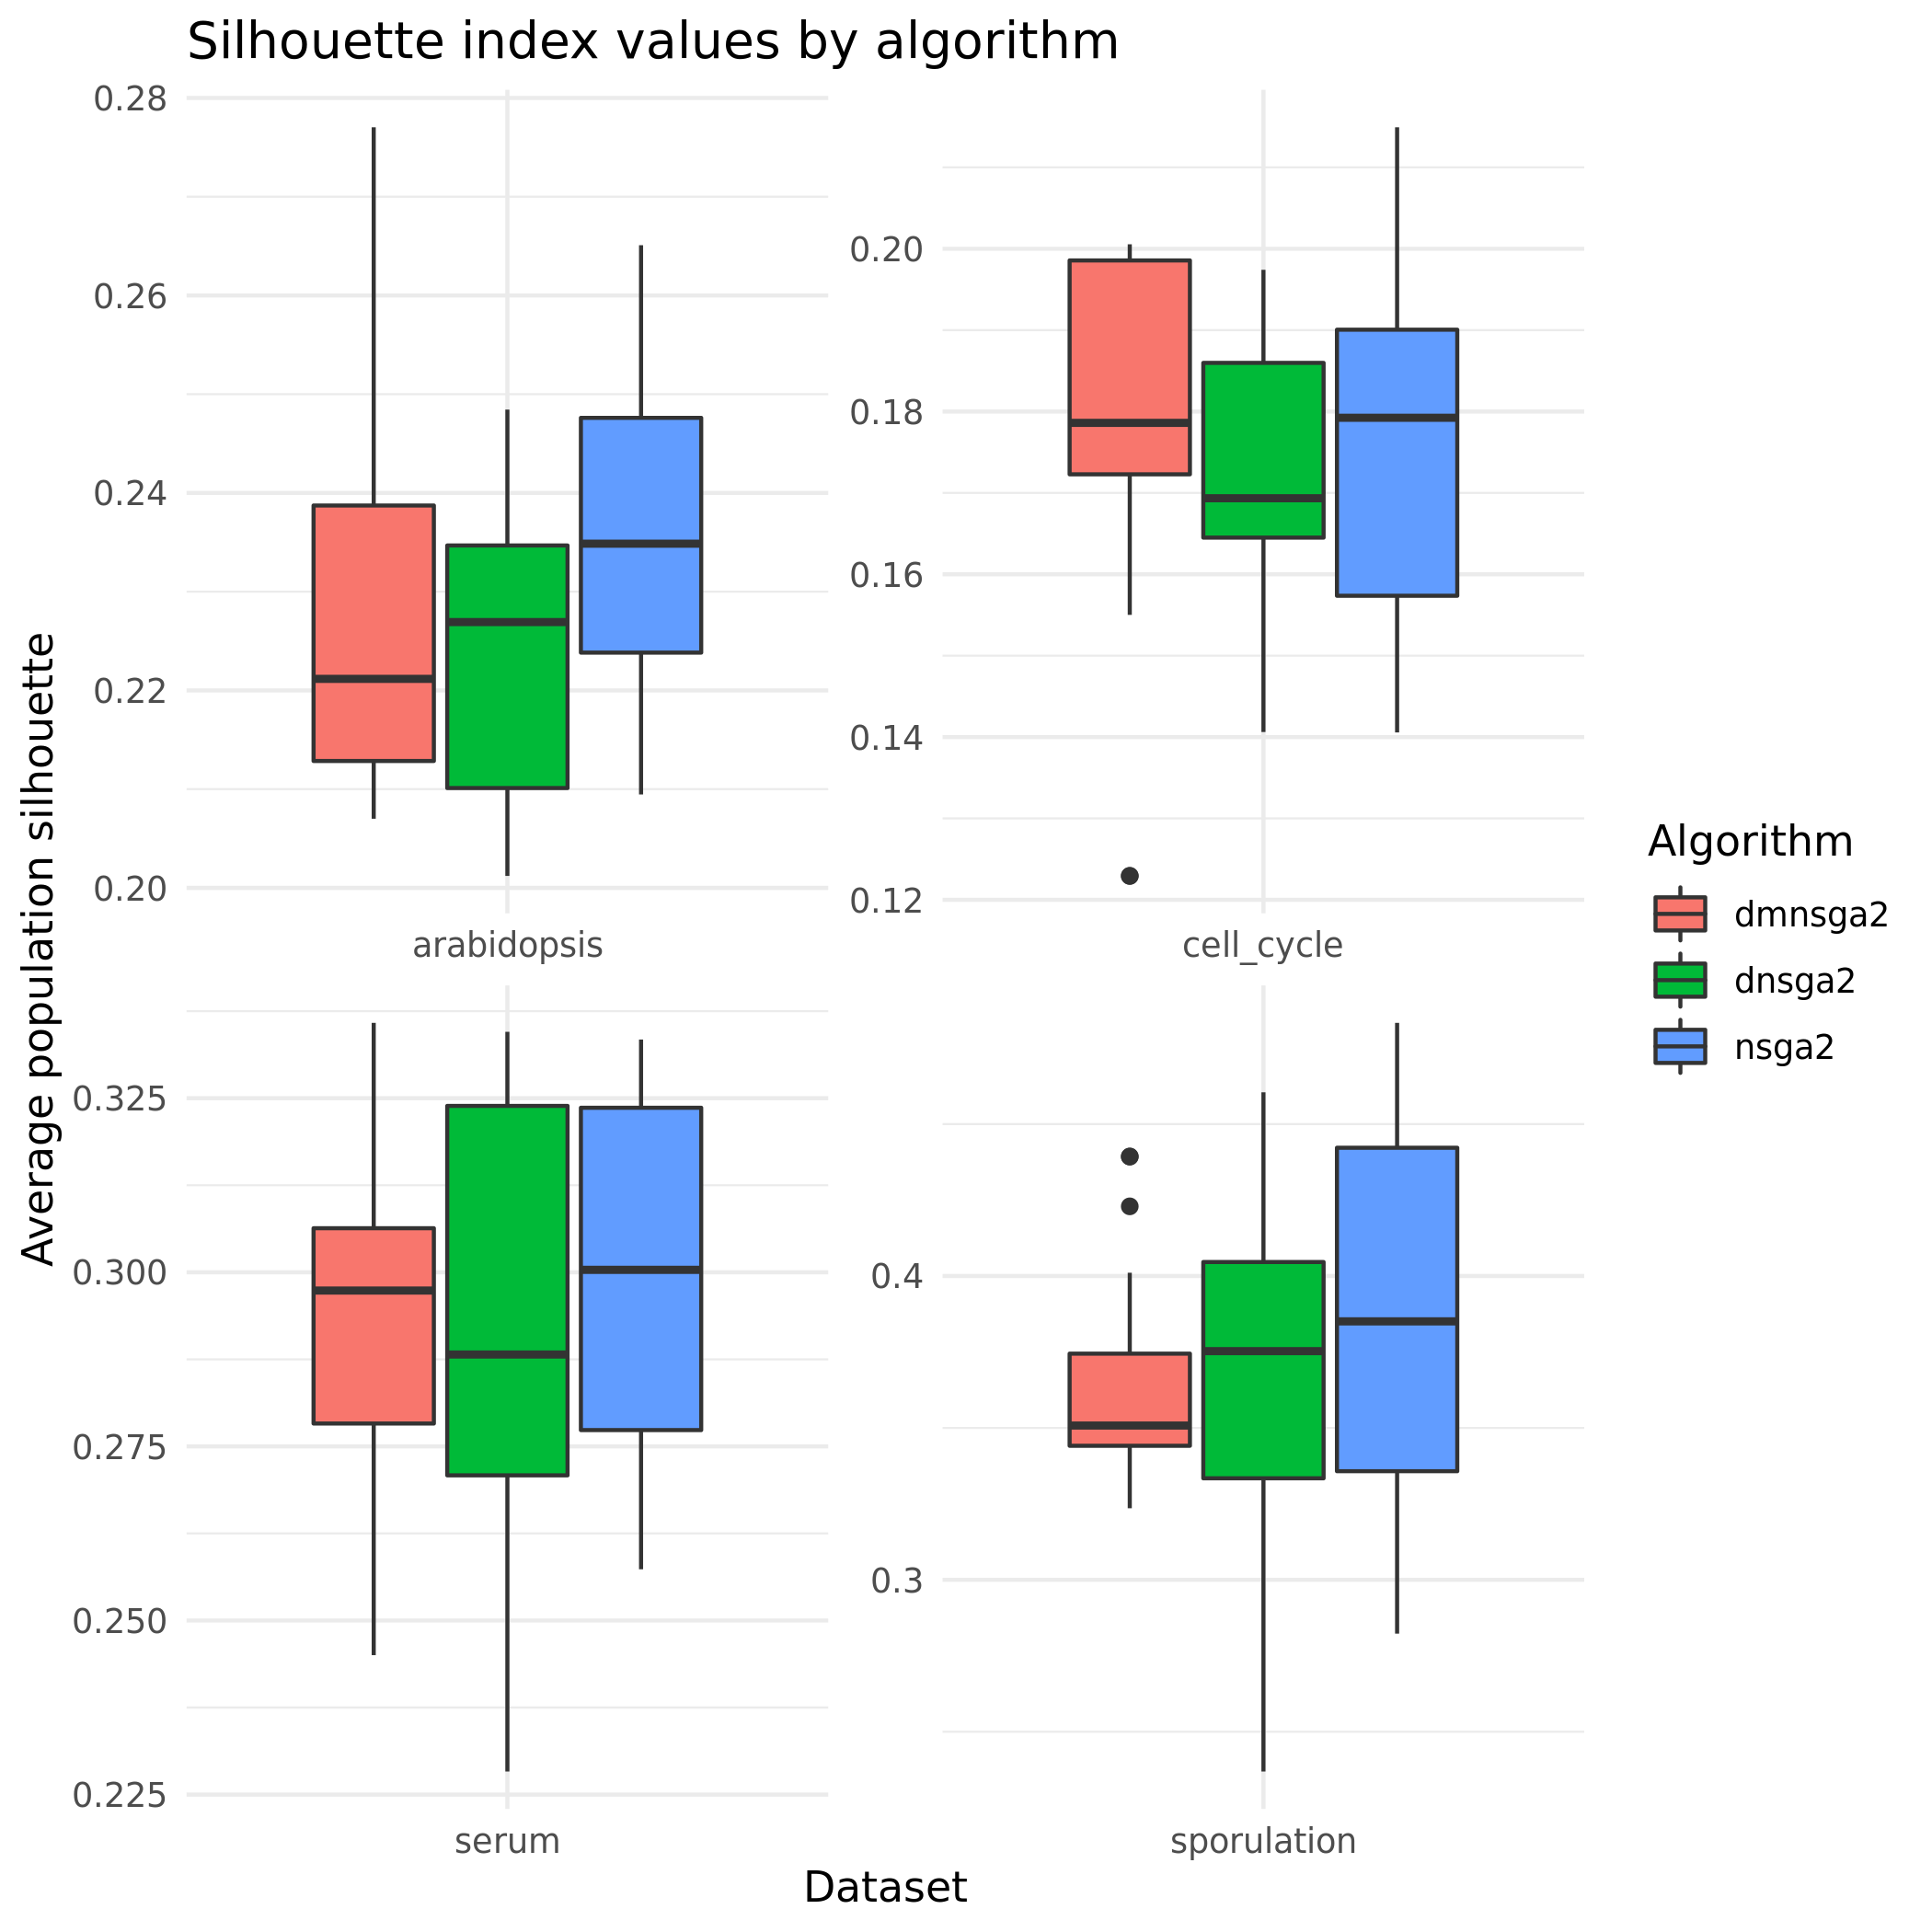 Silhouette index values by algorithm
Average population silhouette
0.28
0.26
0.24
0.22
0.20
arabidopsis
0.20
0.18
0.16
0.14
0.12
cell_cycle
0.325
0.300
0.275
0.250
0.225
serum
0.4
0.3
sporulation
Dataset
Algorithm
dmnsga2
dnsga2
nsga2